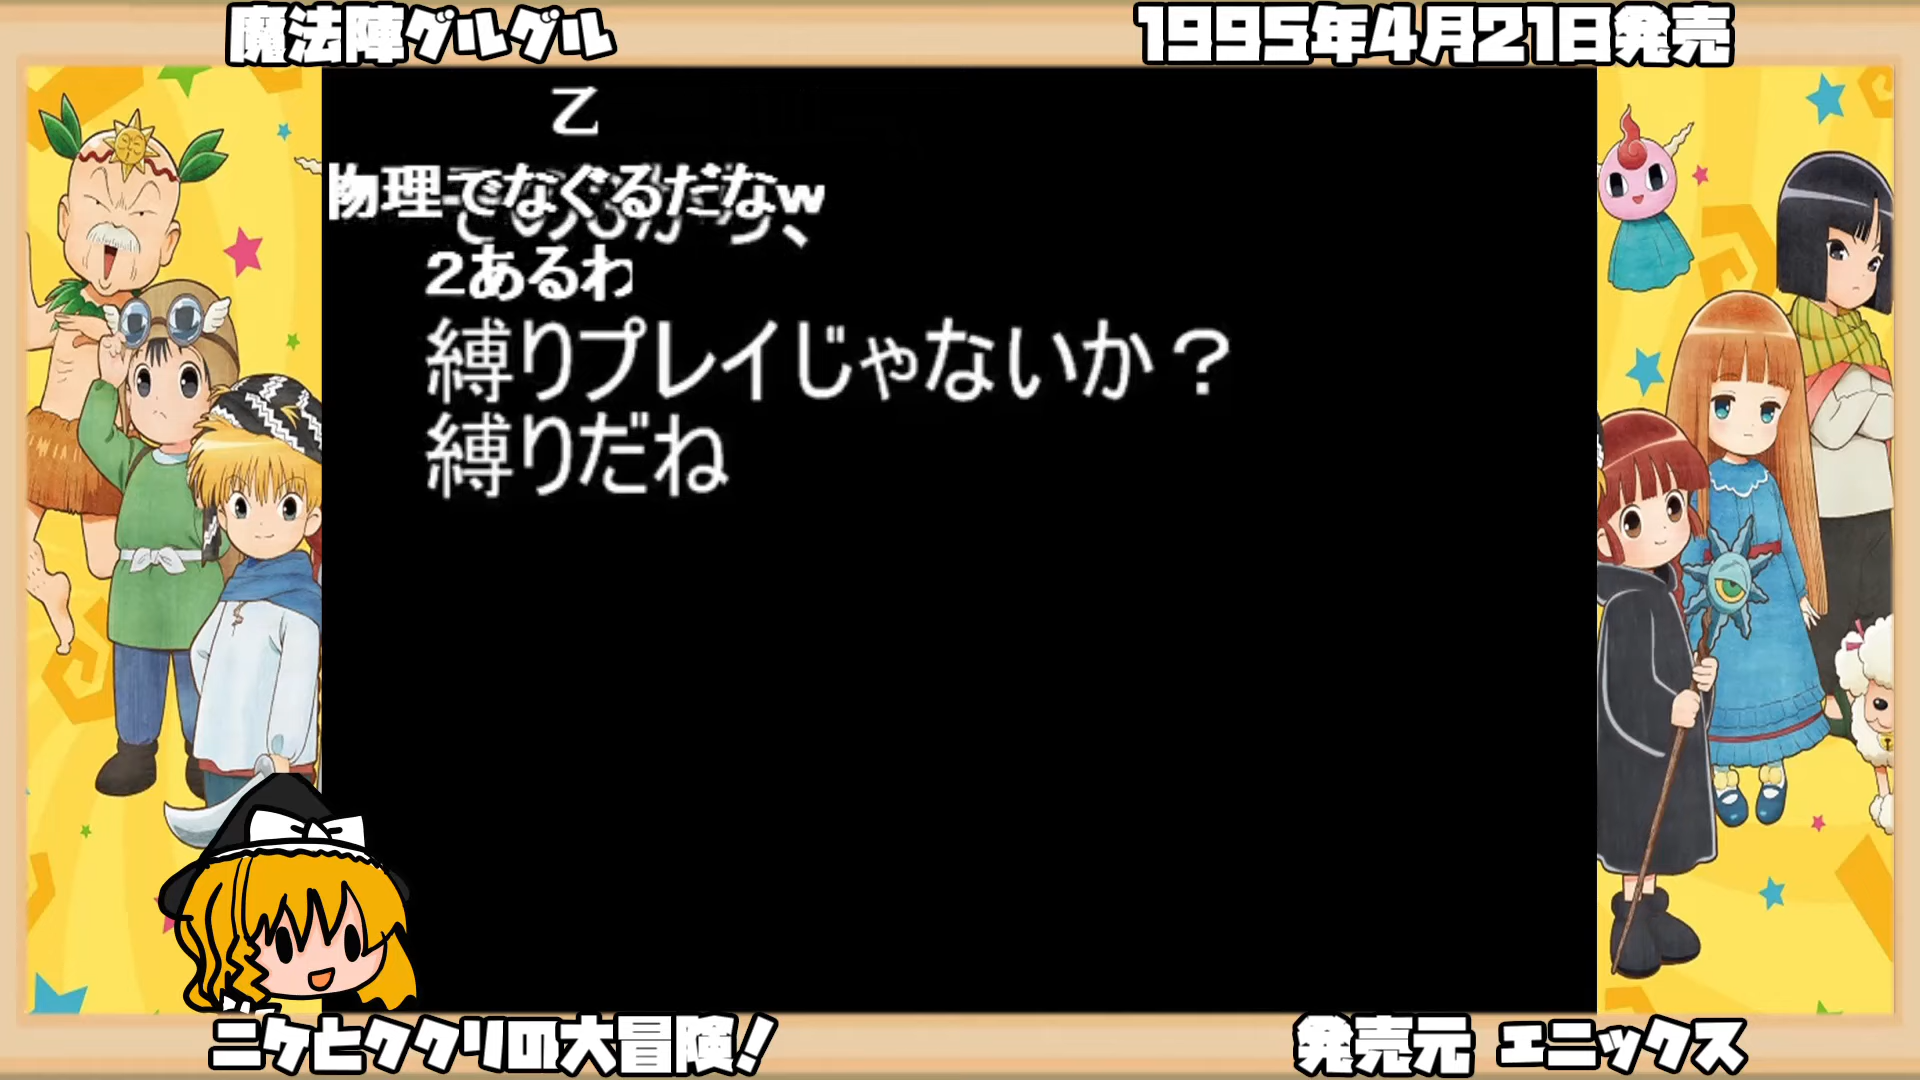 魔法陣グルグル
1995年4月21日発売
乙
物理でなぐるだなw
2あるわ
縛りプレイじゃないか？
縛りだね
ニケとククリの大冒険！
発売元 エニックス